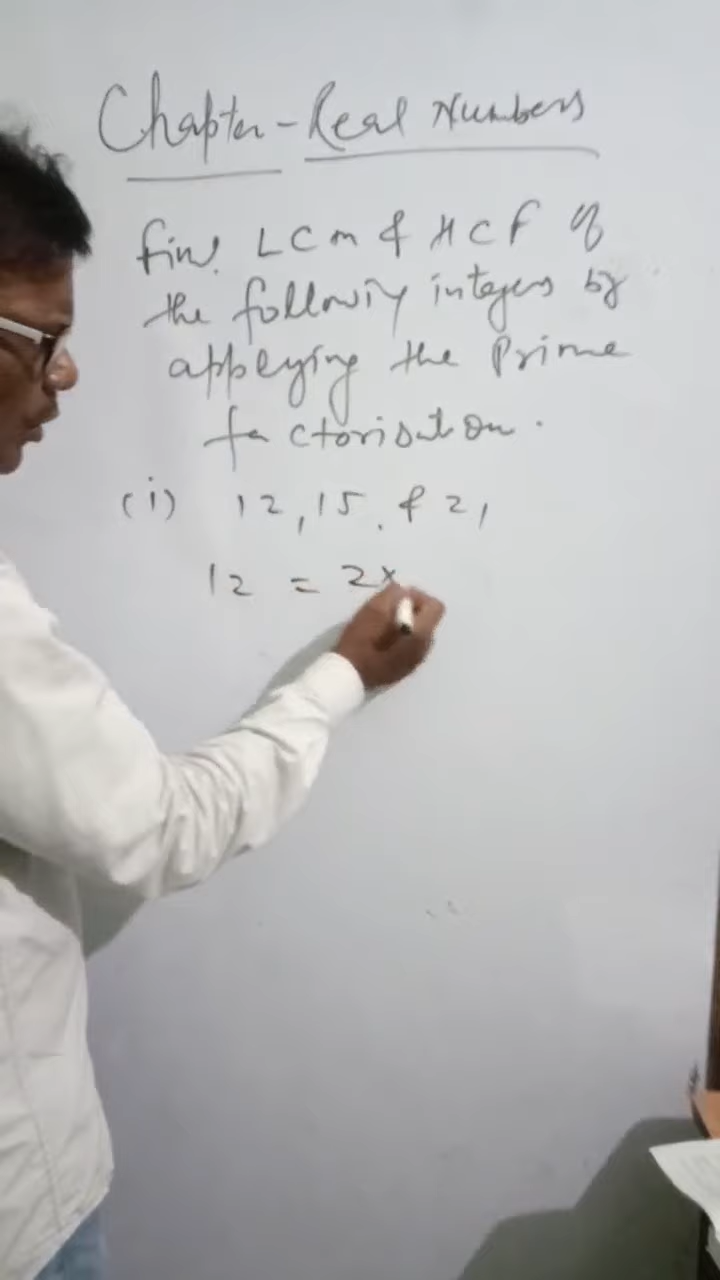 Chapter - Real Numbers
Find LCM & HCF of
the following integers by
applying the Prime
factorisation.
(i) 12, 15, & 21
12 = 2×